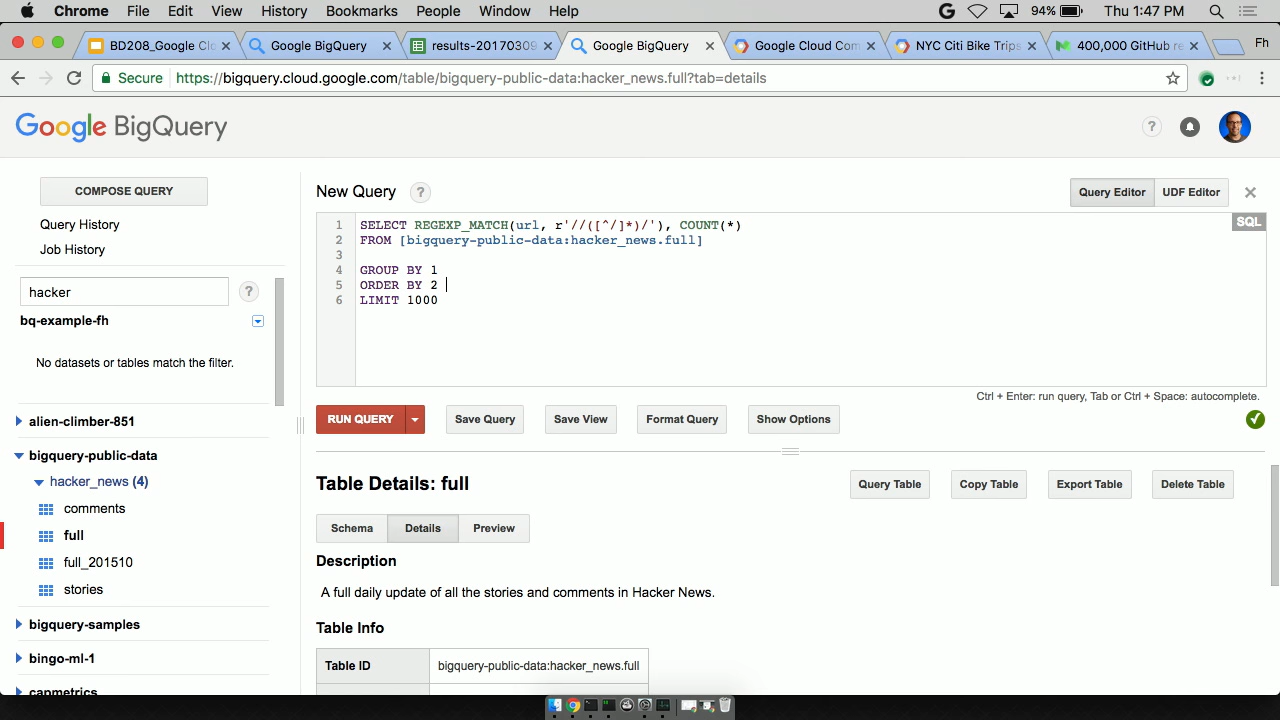 Chrome File Edit View History Bookmarks People Window Help 94% Thu 1:47 PM
BD208_Google Clo Google BigQuery results-20170309 Google BigQuery Google Cloud Com NYC Citi Bike Trips 400,000 GitHub re Fh
Secure https://bigquery.cloud.google.com/table/bigquery-public-data:hacker_news.full?tab=details
Google BigQuery ?
COMPOSE QUERY
Query History
Job History
hacker ?
bq-example-fh
No datasets or tables match the filter.
alien-climber-851
bigquery-public-data
hacker_news (4)
comments
full
full_201510
stories
bigquery-samples
bingo-ml-1
capmetrics
New Query ? Query Editor UDF Editor
SQL
1 SELECT REGEXP_MATCH(url, r'//([^/]*)/'), COUNT(*)
2 FROM [bigquery-public-data:hacker_news.full]
3
4 GROUP BY 1
5 ORDER BY 2
6 LIMIT 1000
Ctrl + Enter: run query, Tab or Ctrl + Space: autocomplete.
RUN QUERY Save Query Save View Format Query Show Options
Table Details: full Query Table Copy Table Export Table Delete Table
Schema Details Preview
Description
A full daily update of all the stories and comments in Hacker News.
Table Info
Table ID bigquery-public-data:hacker_news.full